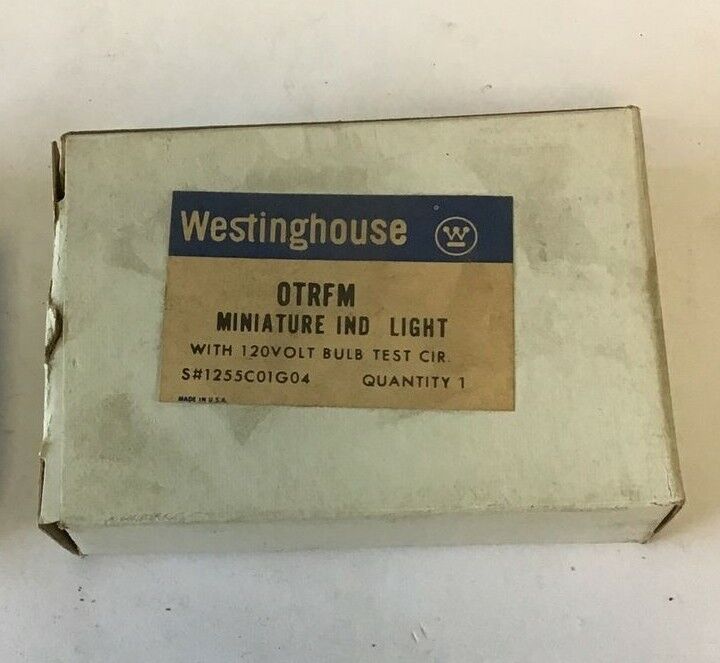 Westinghouse W
OTRFM
MINIATURE IND LIGHT
WITH 120VOLT BULB TEST CIR.
S#1255C01G04 QUANTITY 1
MADE IN U.S.A.